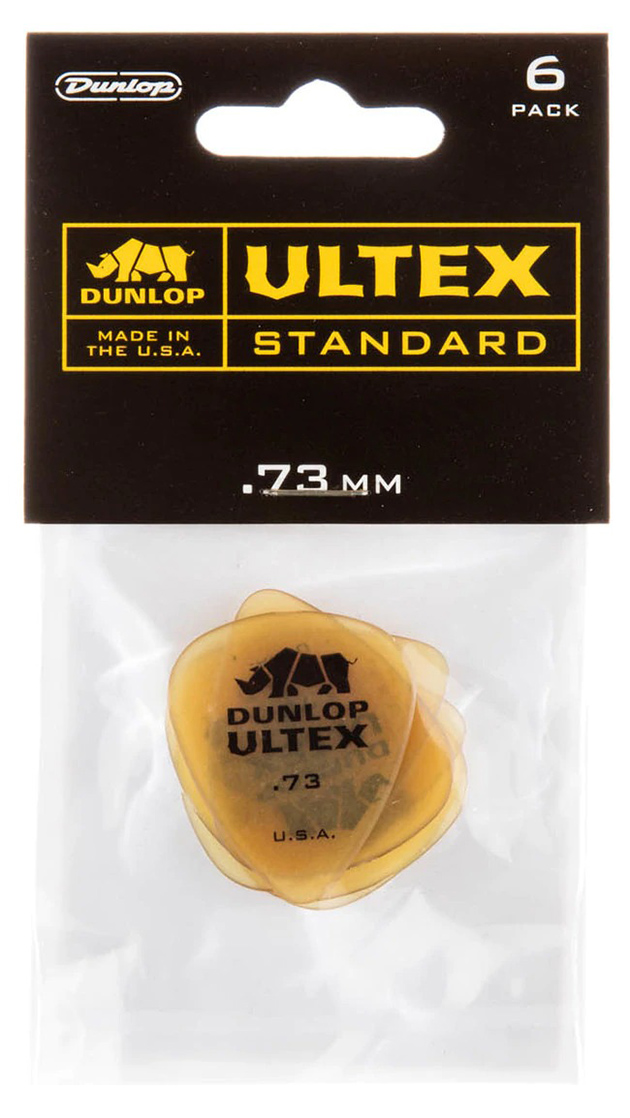 Dunlop
6
PACK
DUNLOP
ULTEX
MADE IN
THE U.S.A.
STANDARD
.73 MM
DUNLOP
ULTEX
.73
U.S.A.